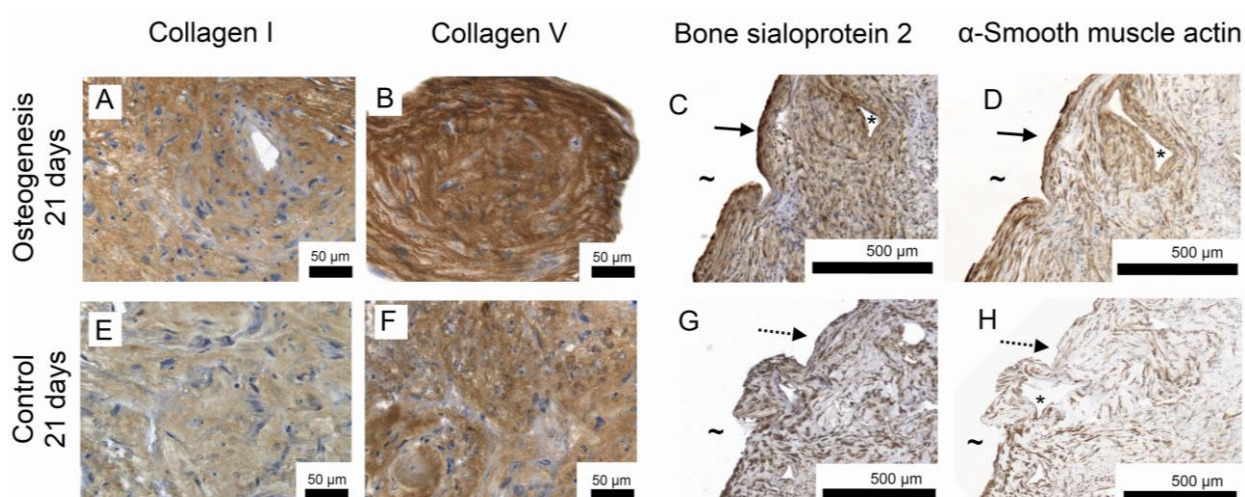 Collagen I
Collagen V
Bone sialoprotein 2
α-Smooth muscle actin
Osteogenesis
21 days
A
50 µm
B
50 µm
C
~
*
500 µm
D
~
*
500 µm
Control
21 days
E
50 µm
F
50 µm
G
~
500 µm
H
~
*
500 µm